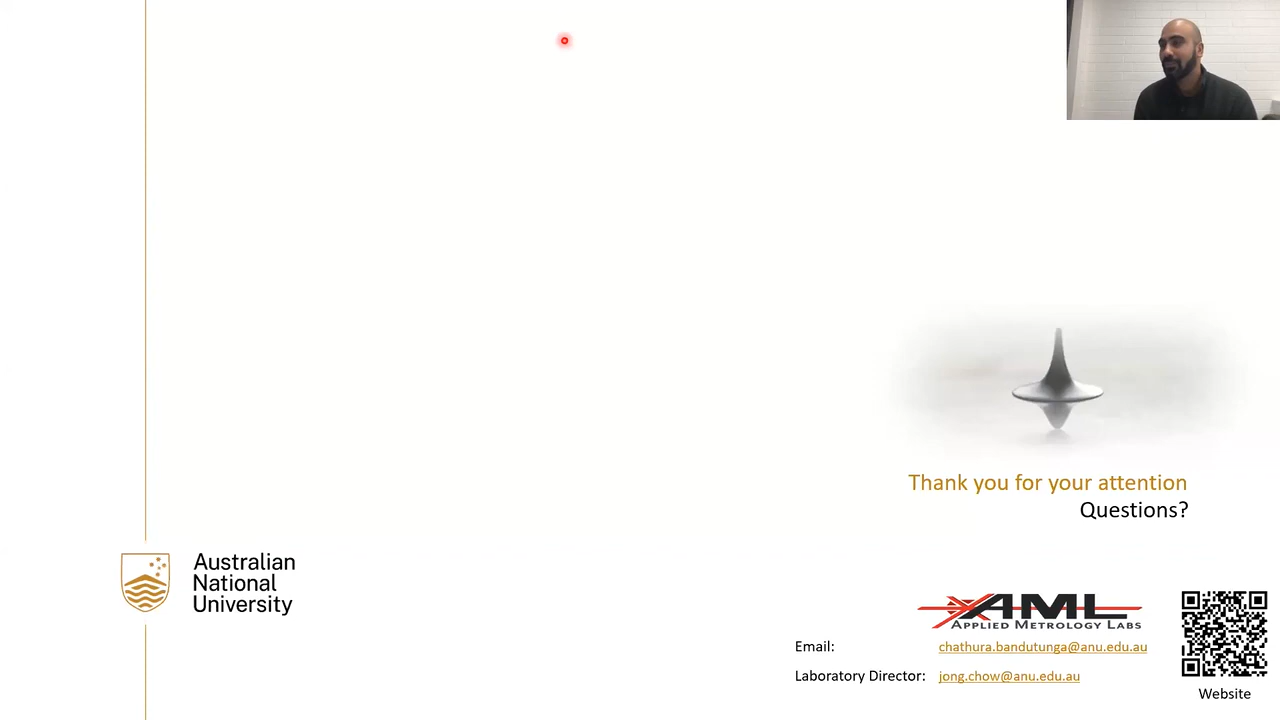 Thank you for your attention
Questions?
Australian
National
University
AML
APPLIED METROLOGY LABS
Email: chathura.bandutunga@anu.edu.au
Laboratory Director: jong.chow@anu.edu.au
Website